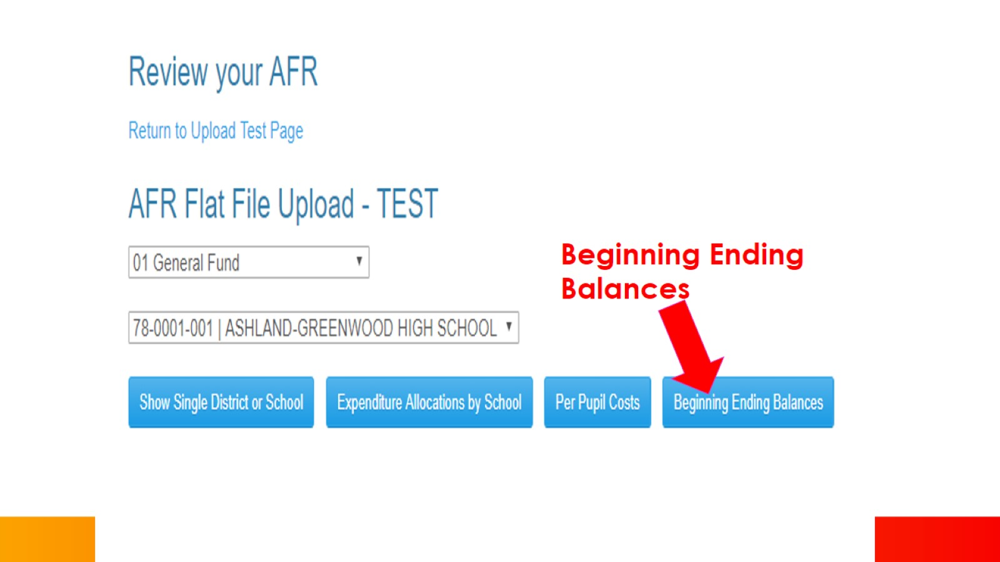 Review your AFR
Return to Upload Test Page
AFR Flat File Upload - TEST
01 General Fund
Beginning Ending
Balances
78-0001-001 | ASHLAND-GREENWOOD HIGH SCHOOL
Show Single District or School
Expenditure Allocations by School
Per Pupil Costs
Beginning Ending Balances